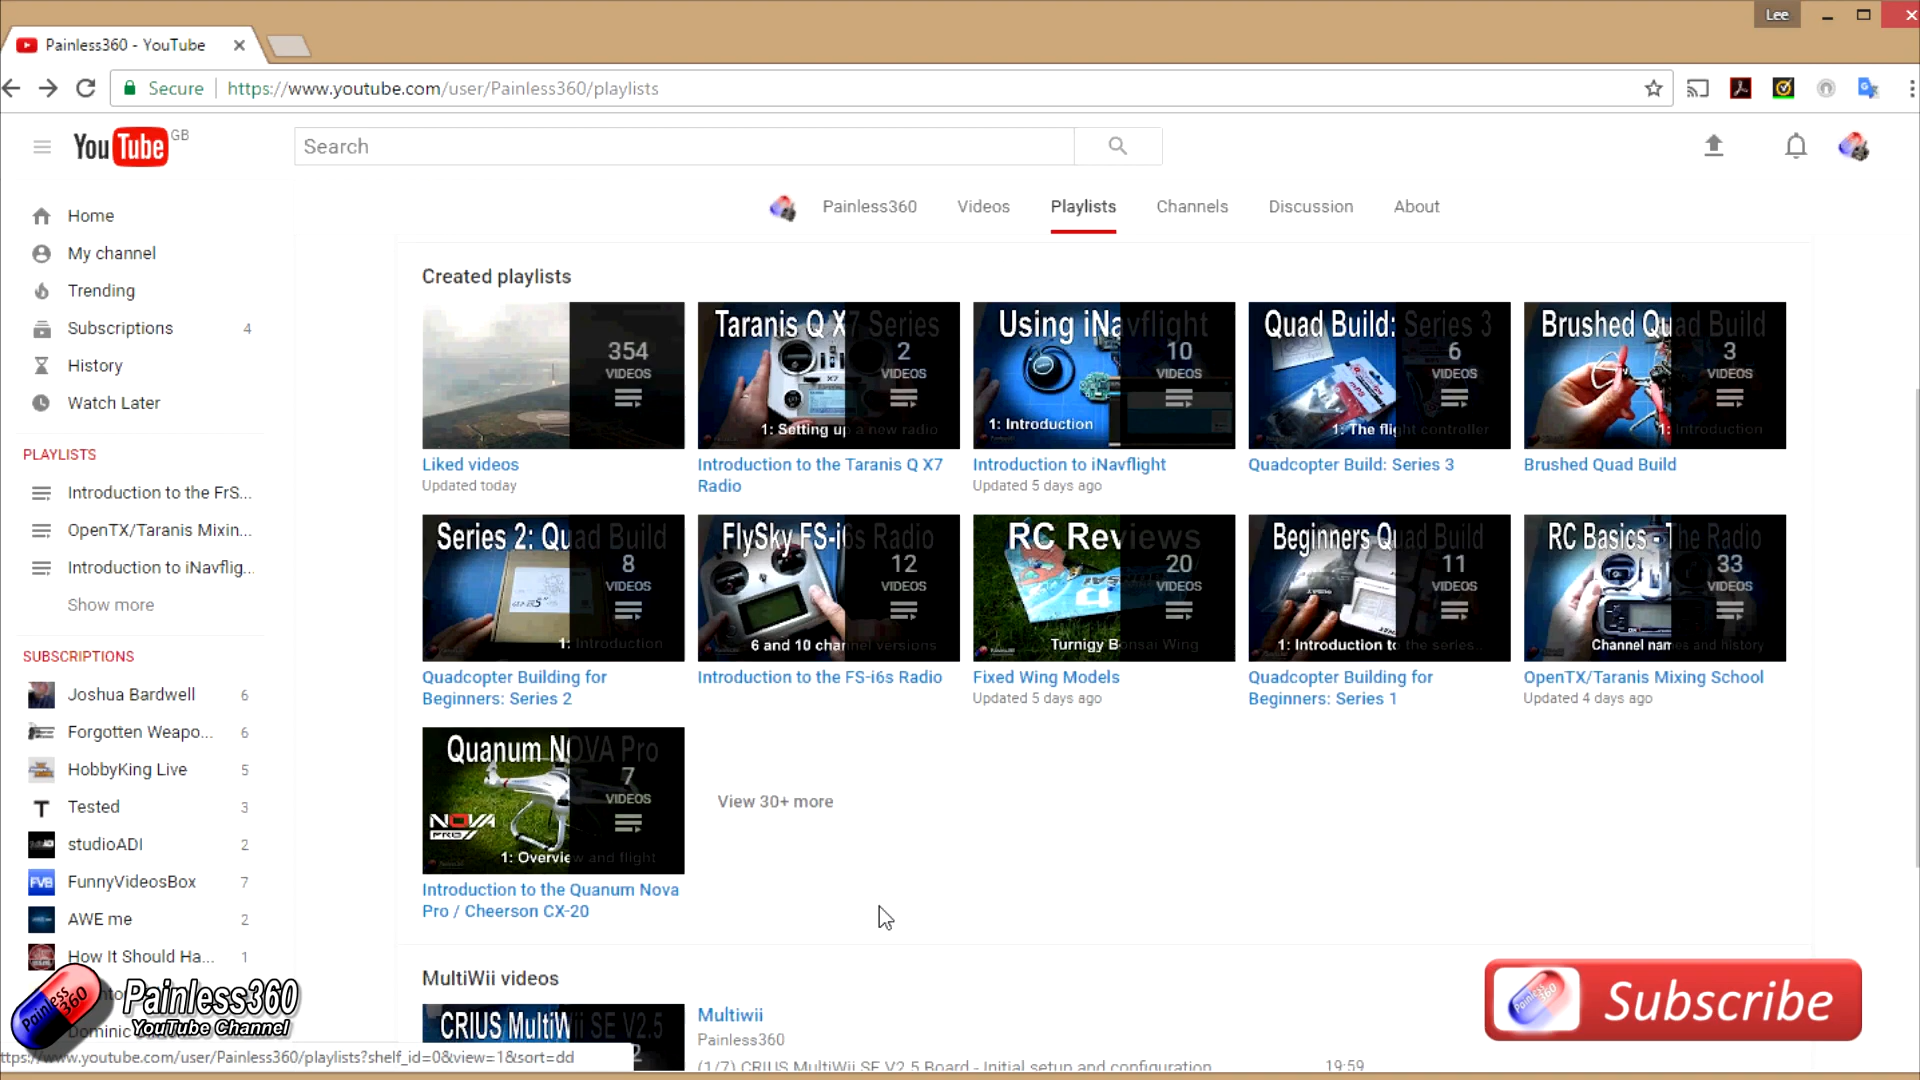 Lee
Painless360 - YouTube
Secure
https://www.youtube.com/user/Painless360/playlists
YouTube GB
Search
Painless360
Videos
Playlists
Channels
Discussion
About
Home
My channel
Trending
Subscriptions 4
History
Watch Later
PLAYLISTS
Introduction to the FrS...
OpenTX/Taranis Mixin...
Introduction to iNavflig...
Show more
SUBSCRIPTIONS
Joshua Bardwell 6
Forgotten Weapo... 6
HobbyKing Live 5
Tested 3
studioADI 2
FunnyVideosBox 7
AWE me 2
How It Should Ha... 1
Dominic
Created playlists
354
VIDEOS
Liked videos
Updated today
Taranis Q X7 Series
2
VIDEOS
1: Setting up a new radio
Introduction to the Taranis Q X7
Radio
Using iNavflight
10
VIDEOS
1: Introduction
Introduction to iNavflight
Updated 5 days ago
Quad Build: Series 3
6
VIDEOS
1: The flight controller
Quadcopter Build: Series 3
Brushed Quad Build
3
VIDEOS
1: Introduction
Brushed Quad Build
Series 2: Quad Build
8
VIDEOS
1: Introduction
Quadcopter Building for
Beginners: Series 2
FlySky FS-i6s Radio
12
VIDEOS
6 and 10 channel versions
Introduction to the FS-i6s Radio
RC Reviews
20
VIDEOS
Turnigy Bonsai Wing
Fixed Wing Models
Updated 5 days ago
Beginners Quad Build
11
VIDEOS
1: Introduction to the series..
Quadcopter Building for
Beginners: Series 1
RC Basics - The Radio
33
VIDEOS
Channel names and history
OpenTX/Taranis Mixing School
Updated 4 days ago
Quanum NOVA Pro
7
VIDEOS
NOVA
PRO
1: Overview and flight
Introduction to the Quanum Nova
Pro / Cheerson CX-20
View 30+ more
MultiWii videos
CRIUS MultiWii SE V2.5
Multiwii
Painless360
(1/7) CRIUS MultiWii SE V2.5 Board - Initial setup and configuration 19:59
Painless360
Painless360
YouTube Channel
Painless360
Subscribe
ttps://www.youtube.com/user/Painless360/playlists?shelf_id=0&view=1&sort=dd